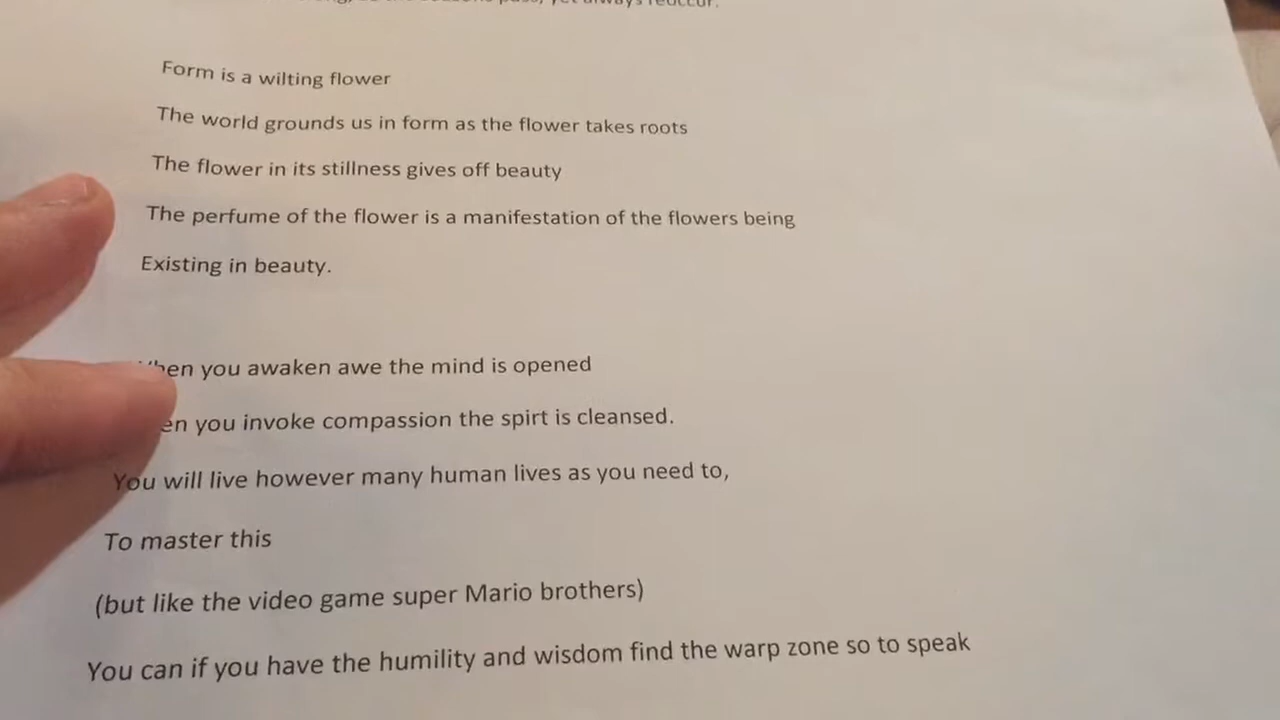 yet always reoccur.
Form is a wilting flower
The world grounds us in form as the flower takes roots
The flower in its stillness gives off beauty
The perfume of the flower is a manifestation of the flowers being
Existing in beauty.
When you awaken awe the mind is opened
en you invoke compassion the spirt is cleansed.
You will live however many human lives as you need to,
To master this
(but like the video game super Mario brothers)
You can if you have the humility and wisdom find the warp zone so to speak